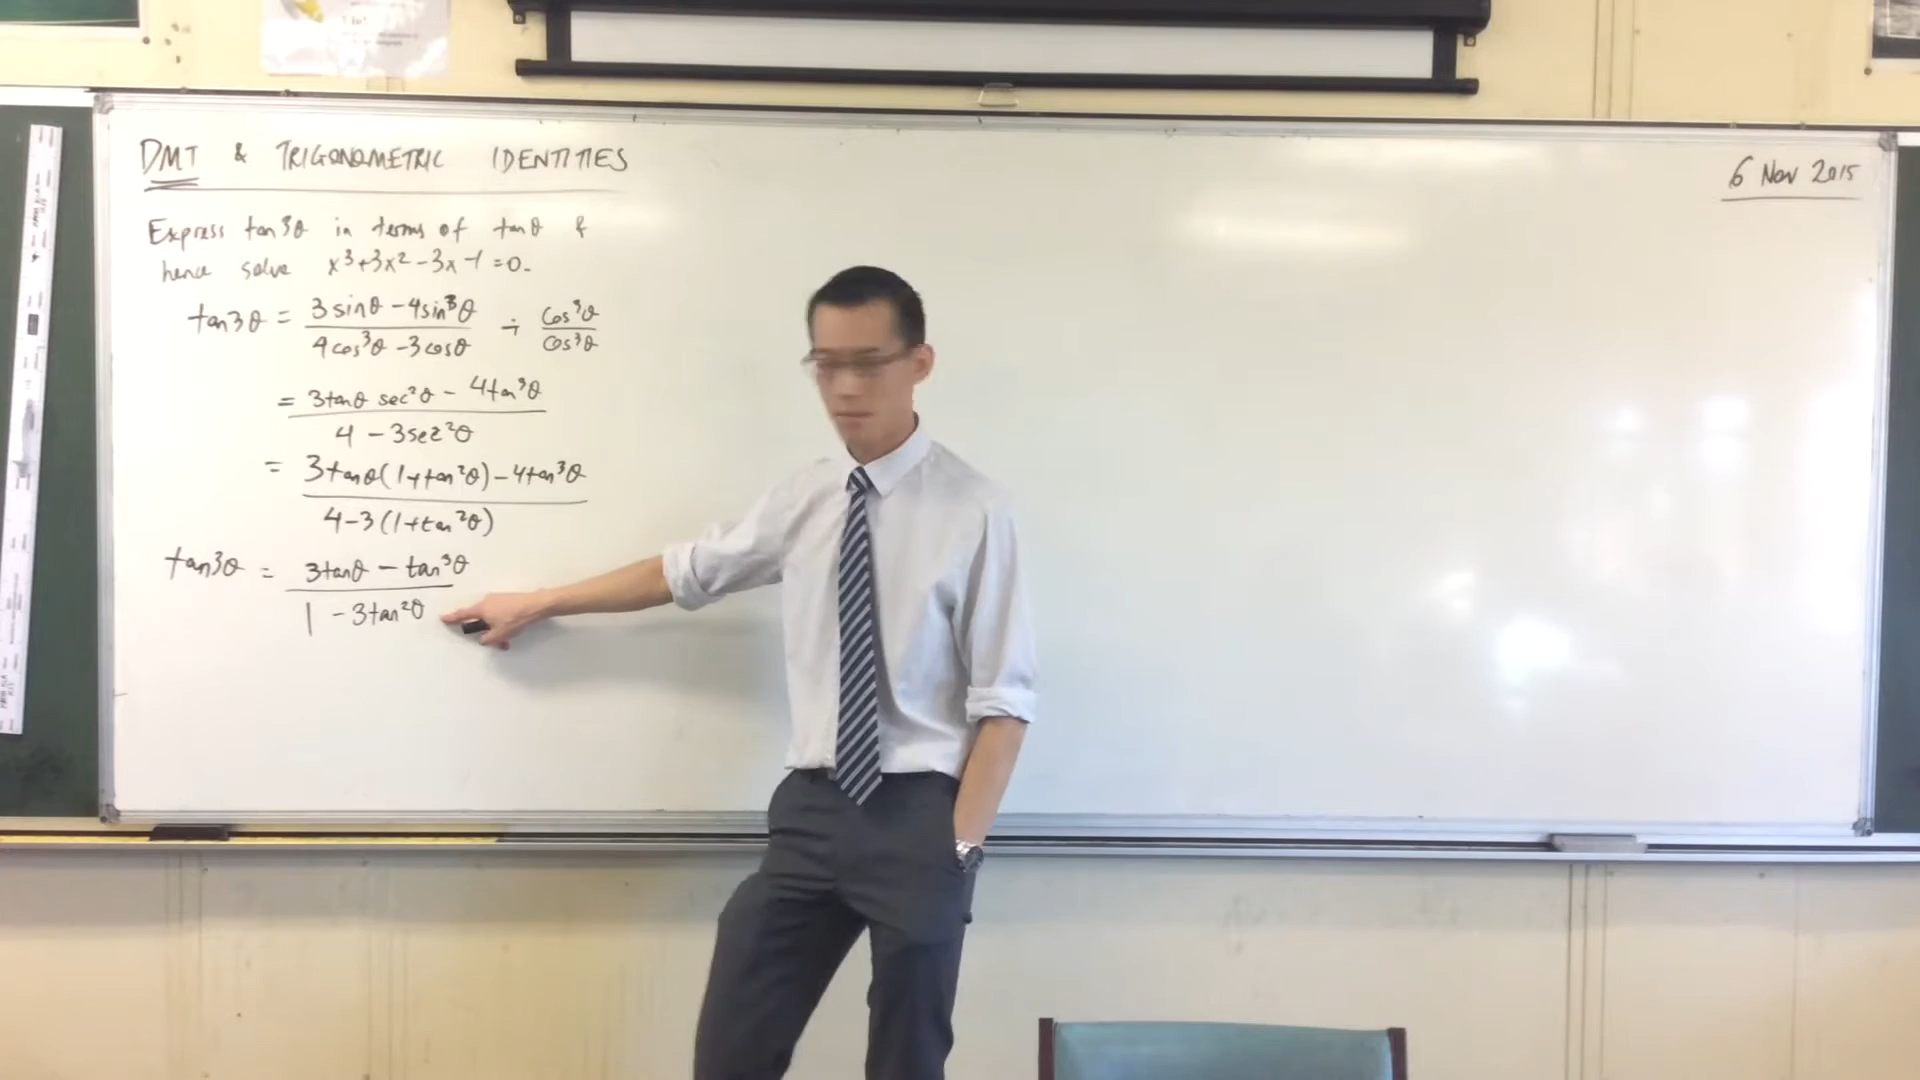 DMT & TRIGONOMETRIC IDENTITIES
6 Nov 2015
Express tan3θ in terms of tanθ &
hence solve x³+3x²-3x-1=0.
tan3θ = (3sinθ - 4sin³θ)/(4cos³θ - 3cosθ) ÷ cos³θ/cos³θ
= (3tanθ sec²θ - 4tan³θ)/(4 - 3sec²θ)
= (3tanθ(1+tan²θ) - 4tan³θ)/(4-3(1+tan²θ))
tan3θ = (3tanθ - tan³θ)/(1 - 3tan²θ)